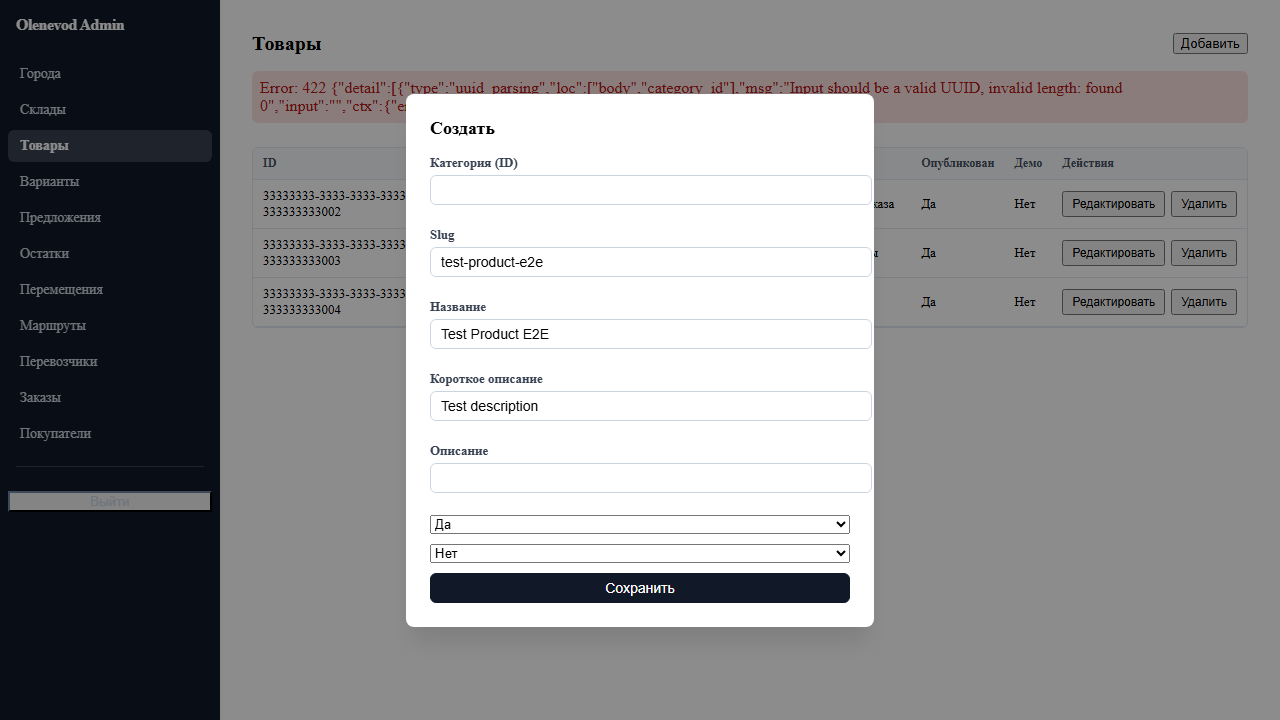 Olenevod Admin
Города
Склады
Товары
Варианты
Предложения
Остатки
Перемещения
Маршруты
Перевозчики
Заказы
Покупатели
Выйти
Товары
Добавить
Error: 422 {"detail":[{"type":"uuid_parsing","loc":["body","category_id"],"msg":"Input should be a valid UUID, invalid length: found
0","input":"","ctx":{"er
ID Опубликован Демо Действия
33333333-3333-3333-3333
333333333002
Да Нет Редактировать Удалить
33333333-3333-3333-3333
333333333003
Да Нет Редактировать Удалить
33333333-3333-3333-3333
333333333004
Да Нет Редактировать Удалить
Создать
Категория (ID)
Slug
test-product-e2e
Название
Test Product E2E
Короткое описание
Test description
Описание
Да
Нет
Сохранить